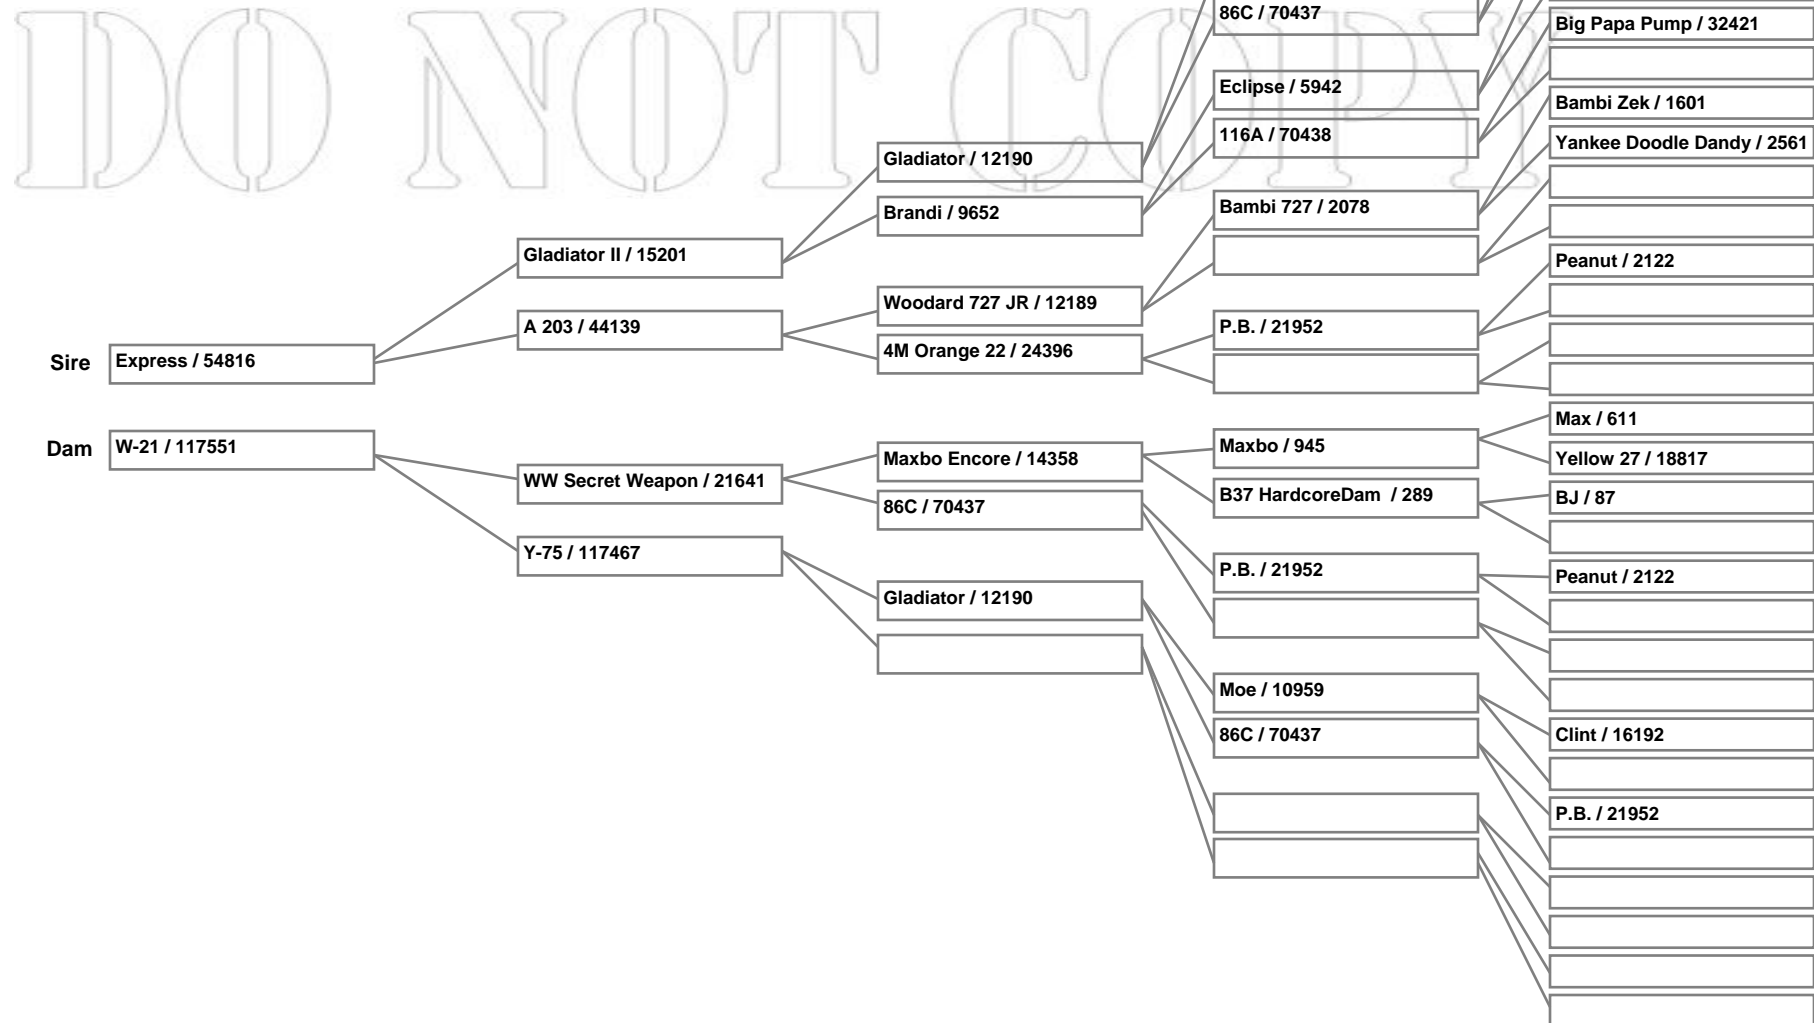 DO NOT COPY
Sire
Express / 54816
Dam
W-21 / 117551
Gladiator II / 15201
A 203 / 44139
WW Secret Weapon / 21641
Y-75 / 117467
Gladiator / 12190
Brandi / 9652
Woodard 727 JR / 12189
4M Orange 22 / 24396
Maxbo Encore / 14358
86C / 70437
Gladiator / 12190
86C / 70437
Eclipse / 5942
116A / 70438
Bambi 727 / 2078
P.B. / 21952
Maxbo / 945
B37 HardcoreDam / 289
P.B. / 21952
Moe / 10959
86C / 70437
Big Papa Pump / 32421
Bambi Zek / 1601
Yankee Doodle Dandy / 2561
Peanut / 2122
Max / 611
Yellow 27 / 18817
BJ / 87
Peanut / 2122
Clint / 16192
P.B. / 21952